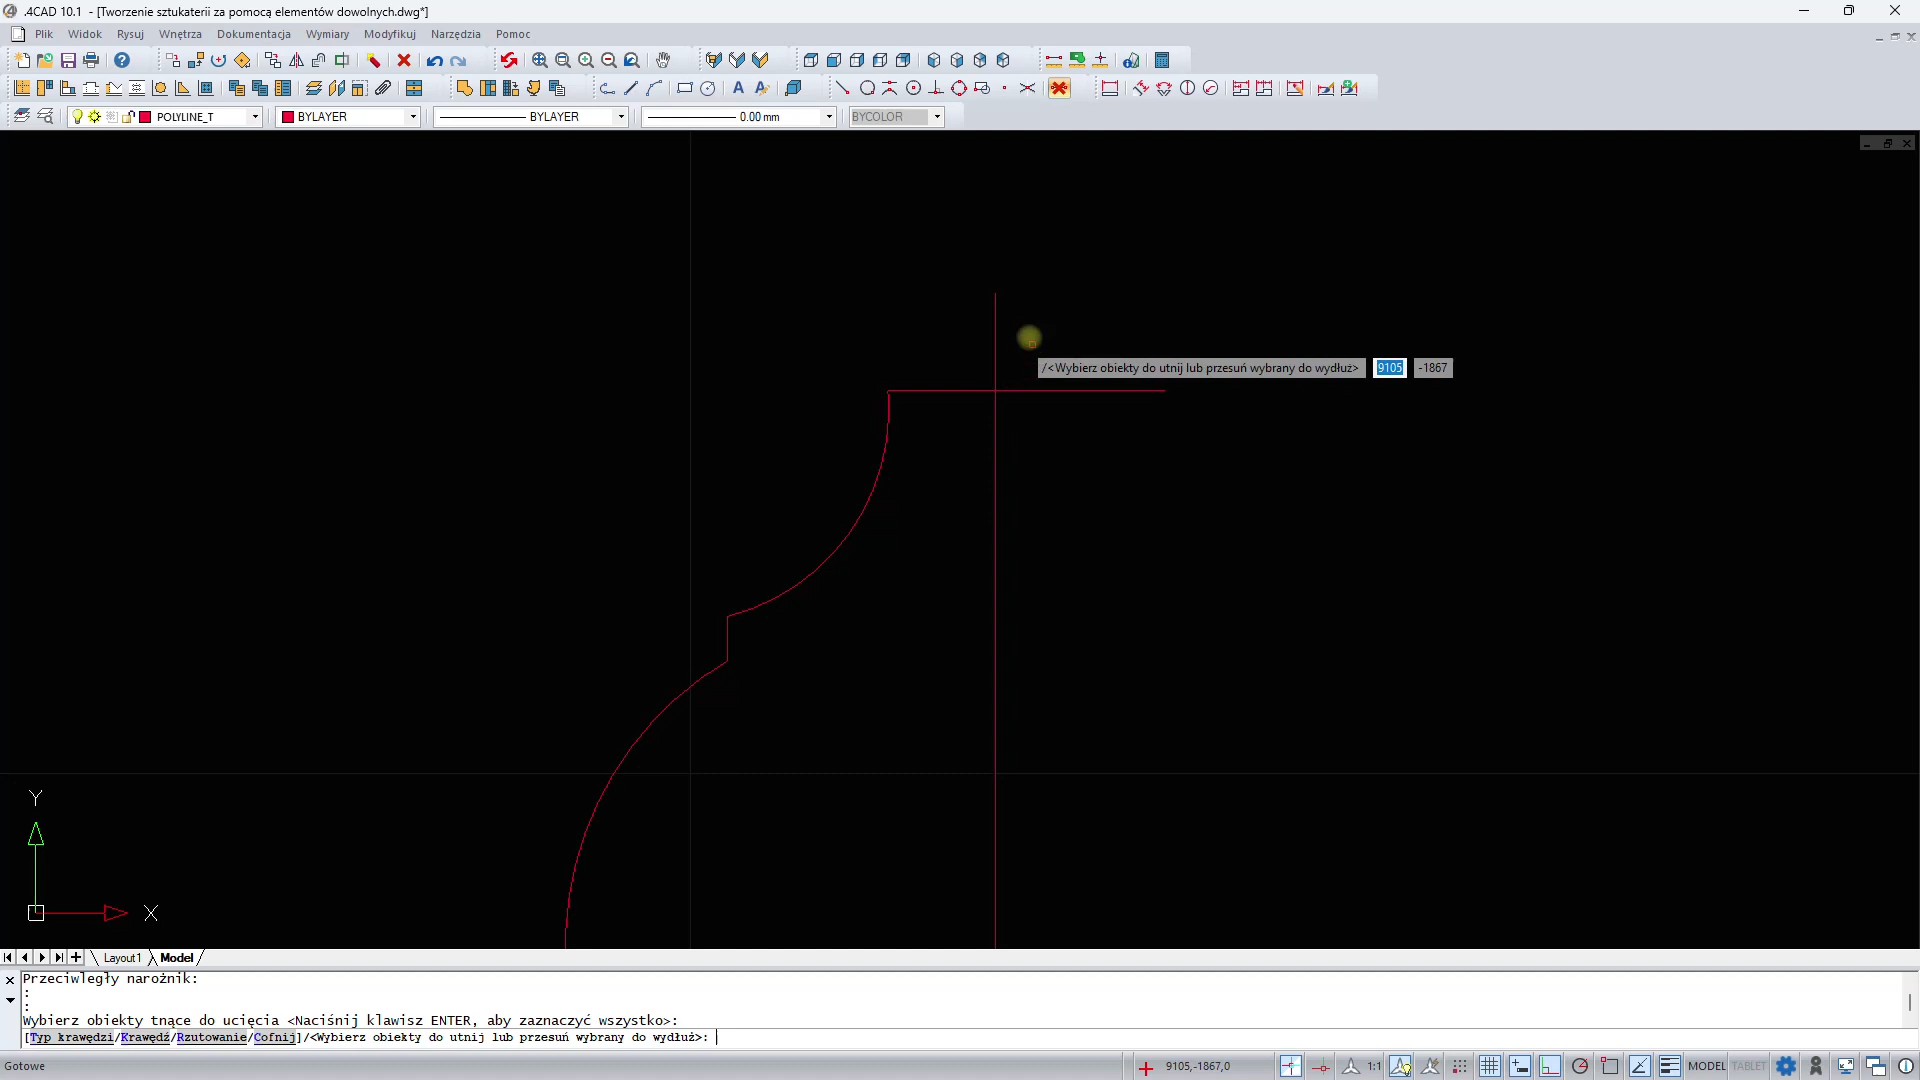 .4CAD 10.1 - [Tworzenie sztukaterii za pomocą elementów dowolnych.dwg*]
Plik Widok Rysuj Wnętrza Dokumentacja Wymiary Modyfikuj Narzędzia Pomoc
POLYLINE_T BYLAYER BYLAYER 0.00 mm BYCOLOR
/<Wybierz obiekty do utnij lub przesuń wybrany do wydłuż> 9105 -1867
Y
X
Layout1 Model
Przeciwległy narożnik:
:
:
Wybierz obiekty tnące do ucięcia <Naciśnij klawisz ENTER, aby zaznaczyć wszystko>:
[Typ krawędzi/Krawędź/Rzutowanie/Cofnij]/<Wybierz obiekty do utnij lub przesuń wybrany do wydłuż>:
Gotowe 9105,-1867,0 1:1 MODEL TABLET